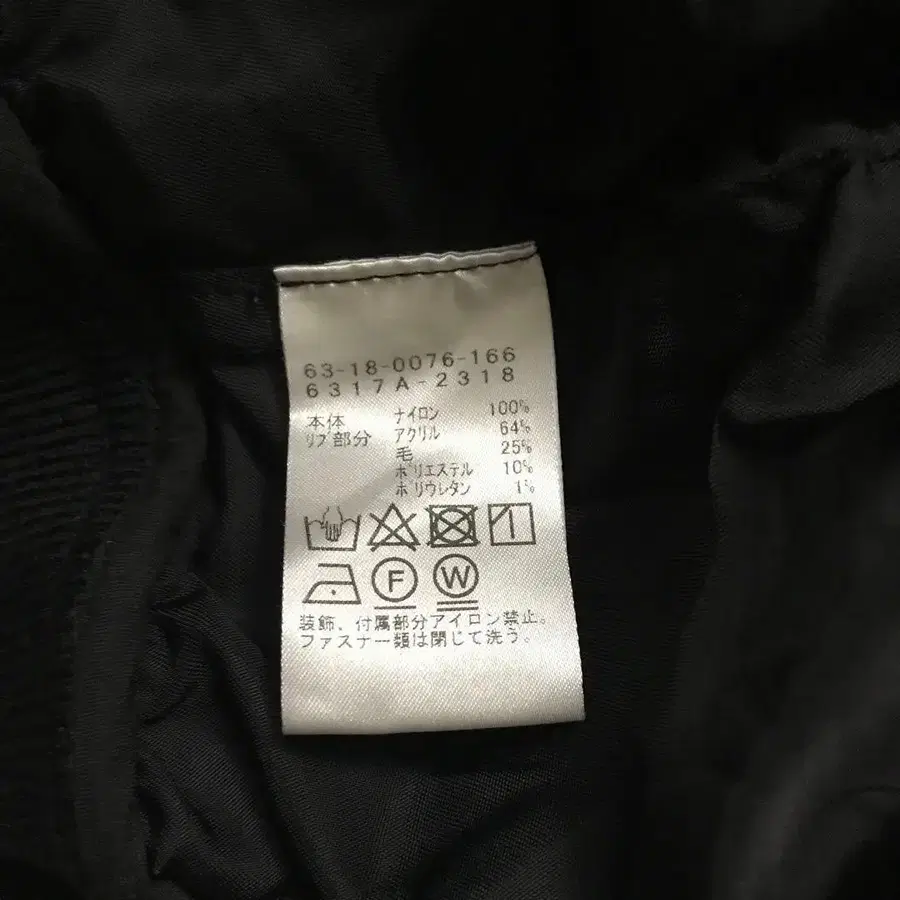 63-18-0076-166
6317A-2318
本体 ナイロン 100%
リブ部分 アクリル 64%
毛 25%
ポリエステル 10%
ポリウレタン 1%
F W
装飾、付属部分アイロン禁止。
ファスナー類は閉じて洗う。